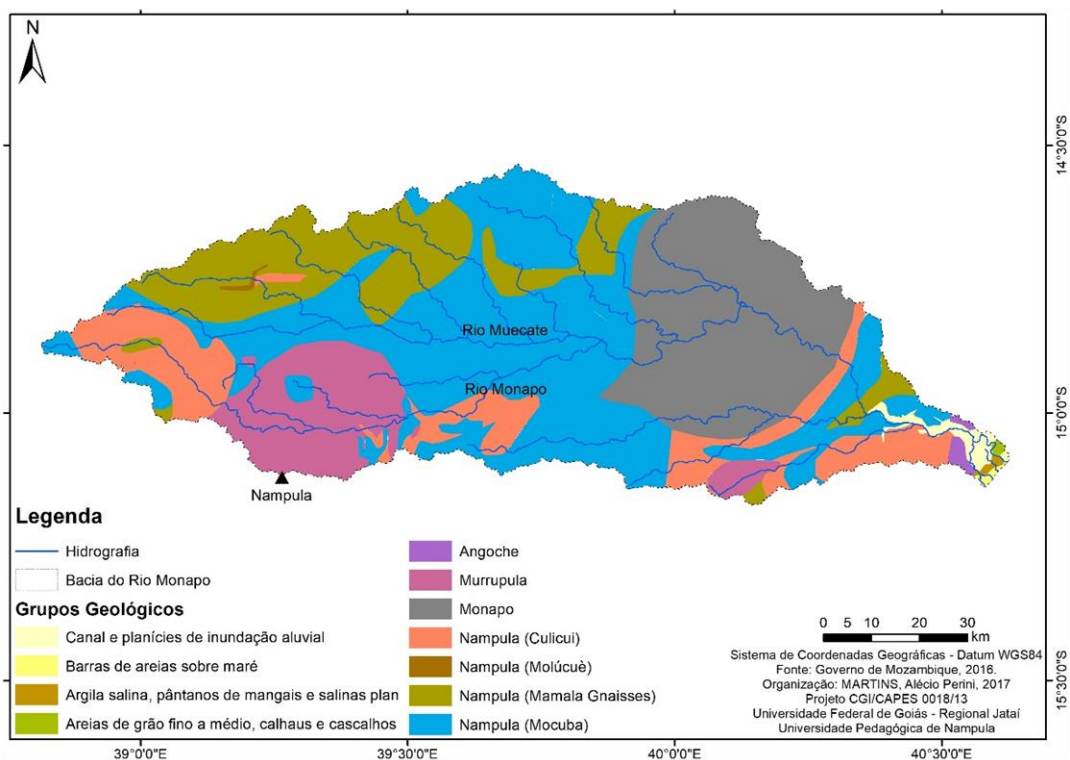 N
14°30'0"S
Rio Muecate
Rio Monapo
15°0'0"S
Nampula
Legenda
Hidrografia
Bacia do Rio Monapo
Grupos Geológicos
Canal e planícies de inundação aluvial
Barras de areias sobre maré
Argila salina, pântanos de mangais e salinas plan
Areias de grão fino a médio, calhaus e cascalhos
Angoche
Murrupula
Monapo
Nampula (Culicui)
Nampula (Molúcuè)
Nampula (Mamala Gnaisses)
Nampula (Mocuba)
0 5 10 20 30
km
Sistema de Coordenadas Geográficas - Datum WGS84
Fonte: Governo de Mozambique, 2016.
Organização: MARTINS, Alécio Perini, 2017
Projeto CGI/CAPES 0018/13
Universidade Federal de Goiás - Regional Jataí
Universidade Pedagógica de Nampula
15°30'0"S
39°0'0"E
39°30'0"E
40°0'0"E
40°30'0"E